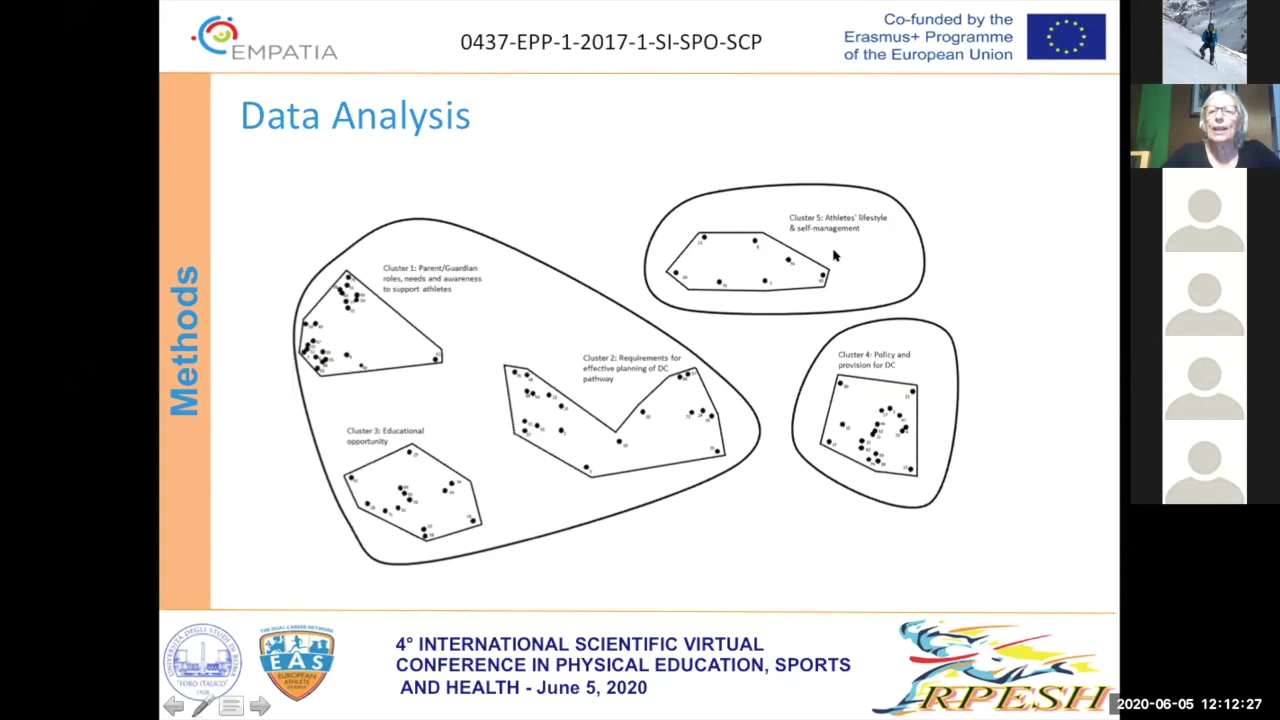 EMPATIA
0437-EPP-1-2017-1-SI-SPO-SCP
Co-funded by the
Erasmus+ Programme
of the European Union
Data Analysis
Methods
Cluster 1: Parent/Guardian
roles, needs and awareness
to support athletes
Cluster 2: Requirements for
effective planning of DC
pathway
Cluster 3: Educational
opportunity
Cluster 4: Policy and
provision for DC
Cluster 5: Athletes' lifestyle
& self-management
THE DUAL CAREER NETWORK
EAS
EUROPEAN
ATHLETE
STUDENT
"FORO ITALICO"
4° INTERNATIONAL SCIENTIFIC VIRTUAL
CONFERENCE IN PHYSICAL EDUCATION, SPORTS
AND HEALTH - June 5, 2020
RPESH
2020-06-05 12:12:27